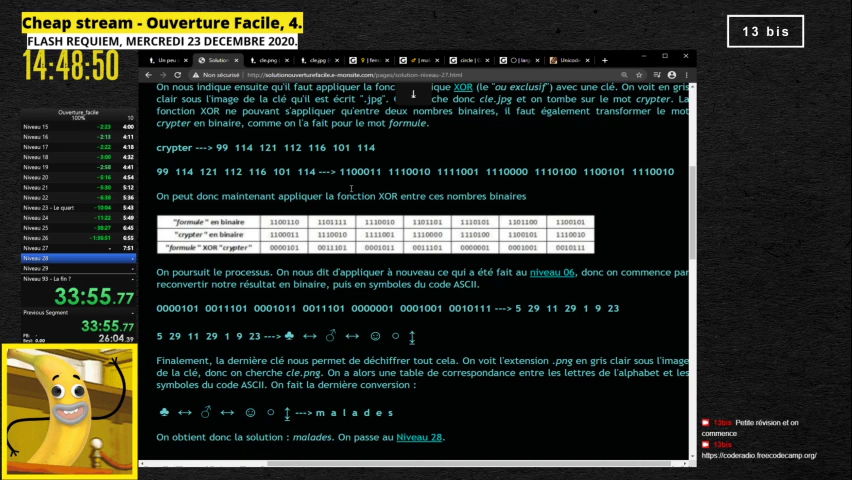 Cheap stream - Ouverture Facile, 4.
FLASH REQUIEM, MERCREDI 23 DECEMBRE 2020.
14:48:50
13 bis
Ouverture_facile
100% 10
Niveau 15 -2:23 4:00
Niveau 16 -2:13 4:11
Niveau 17 -2:22 4:16
Niveau 18 -3:00 4:32
Niveau 19 -2:58 4:41
Niveau 20 -5:16 4:54
Niveau 21 -5:30 5:12
Niveau 22 -6:30 5:36
Niveau 23 - Le quart -10:04 5:43
Niveau 24 -11:22 5:49
Niveau 25 -30:27 6:45
Niveau 26 -1:35:51 6:55
Niveau 27 - 7:51
Niveau 28 -
Niveau 29 -
Niveau 93 - La fin ? -
33:55.77
Previous Segment -
33:55.77
PB: -
Best: 0.00 26:04.39
Un peu Solution cle.png cle.jpg
Non sécurisé http://solutionouverturefacile.e-monsite.com/pages/solution-niveau-27.html
On nous indique ensuite qu'il faut appliquer la fonc ique XOR (le "ou exclusif") avec une clé. On voit en gris
clair sous l'image de la clé qu'il est écrit ".jpg". C che donc cle.jpg et on tombe sur le mot crypter. La
fonction XOR ne pouvant s'appliquer qu'entre deux nombres binaires, il faut également transformer le mot
crypter en binaire, comme on l'a fait pour le mot formule.
crypter ---> 99 114 121 112 116 101 114
99 114 121 112 116 101 114 ---> 1100011 1110010 1111001 1110000 1110100 1100101 1110010
On peut donc maintenant appliquer la fonction XOR entre ces nombres binaires
"formule" en binaire 1100110 1101111 1110010 1101101 1110101 1101100 1100101
"crypter" en binaire 1100011 1110010 1111001 1110000 1110100 1100101 1110010
"formule" XOR "crypter" 0000101 0011101 0001011 0011101 0000001 0001001 0010111
On poursuit le processus. On nous dit d'appliquer à nouveau ce qui a été fait au niveau 06, donc on commence par
reconvertir notre résultat en binaire, puis en symboles du code ASCII.
0000101 0011101 0001011 0011101 0000001 0001001 0010111 ---> 5 29 11 29 1 9 23
5 29 11 29 1 9 23 ---> ♣ ↔ ♂ ↔ ☺ ○ ↨
Finalement, la dernière clé nous permet de déchiffrer tout cela. On voit l'extension .png en gris clair sous l'image
de la clé, donc on cherche cle.png. On a alors une table de correspondance entre les lettres de l'alphabet et les
symboles du code ASCII. On fait la dernière conversion :
♣ ↔ ♂ ↔ ☺ ○ ↨ ---> m a l a d e s
On obtient donc la solution : malades. On passe au Niveau 28.
13bis Petite révision et on
commence
13bis
https://coderadio.freecodecamp.org/